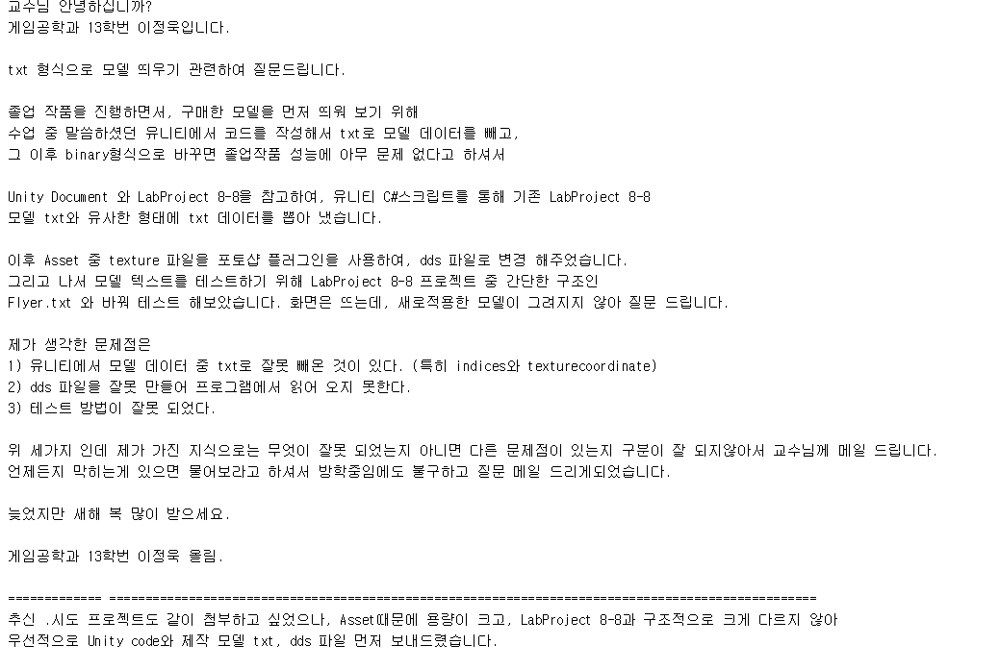 교수님 안녕하십니까?
게임공학과 13학번 이정욱입니다.
txt 형식으로 모델 띄우기 관련하여 질문드립니다.
졸업 작품을 진행하면서, 구매한 모델을 먼저 띄워 보기 위해
수업 중 말씀하셨던 유니티에서 코드를 작성해서 txt로 모델 데이터를 빼고,
그 이후 binary형식으로 바꾸면 졸업작품 성능에 아무 문제 없다고 하셔서
Unity Document 와 LabProject 8-8을 참고하여, 유니티 C#스크립트를 통해 기존 LabProject 8-8
모델 txt와 유사한 형태에 txt 데이터를 뽑아 냈습니다.
이후 Asset 중 texture 파일을 포토샵 플러그인을 사용하여, dds 파일로 변경 해주었습니다.
그리고 나서 모델 텍스트를 테스트하기 위해 LabProject 8-8 프로젝트 중 간단한 구조인
Flyer.txt 와 바꿔 테스트 해보았습니다. 화면은 뜨는데, 새로적용한 모델이 그려지지 않아 질문 드립니다.
제가 생각한 문제점은
1) 유니티에서 모델 데이터 중 txt로 잘못 빼온 것이 있다. (특히 indices와 texturecoordinate)
2) dds 파일을 잘못 만들어 프로그램에서 읽어 오지 못한다.
3) 테스트 방법이 잘못 되었다.
위 세가지 인데 제가 가진 지식으로는 무엇이 잘못 되었는지 아니면 다른 문제점이 있는지 구분이 잘 되지않아서 교수님께 메일 드립니다.
언제든지 막히는게 있으면 물어보라고 하셔서 방학중임에도 불구하고 질문 메일 드리게되었습니다.
늦었지만 새해 복 많이 받으세요.
게임공학과 13학번 이정욱 올림.
============= ====================================================================================================
추신 .시도 프로젝트도 같이 첨부하고 싶었으나, Asset때문에 용량이 크고, LabProject 8-8과 구조적으로 크게 다르지 않아
우선적으로 Unity code와 제작 모델 txt, dds 파일 먼저 보내드렸습니다.